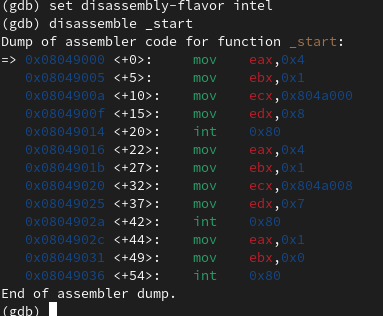 (gdb) set disassembly-flavor intel
(gdb) disassemble _start
Dump of assembler code for function _start:
=> 0x08049000 <+0>: mov eax,0x4
0x08049005 <+5>: mov ebx,0x1
0x0804900a <+10>: mov ecx,0x804a000
0x0804900f <+15>: mov edx,0x8
0x08049014 <+20>: int 0x80
0x08049016 <+22>: mov eax,0x4
0x0804901b <+27>: mov ebx,0x1
0x08049020 <+32>: mov ecx,0x804a008
0x08049025 <+37>: mov edx,0x7
0x0804902a <+42>: int 0x80
0x0804902c <+44>: mov eax,0x1
0x08049031 <+49>: mov ebx,0x0
0x08049036 <+54>: int 0x80
End of assembler dump.
(gdb)